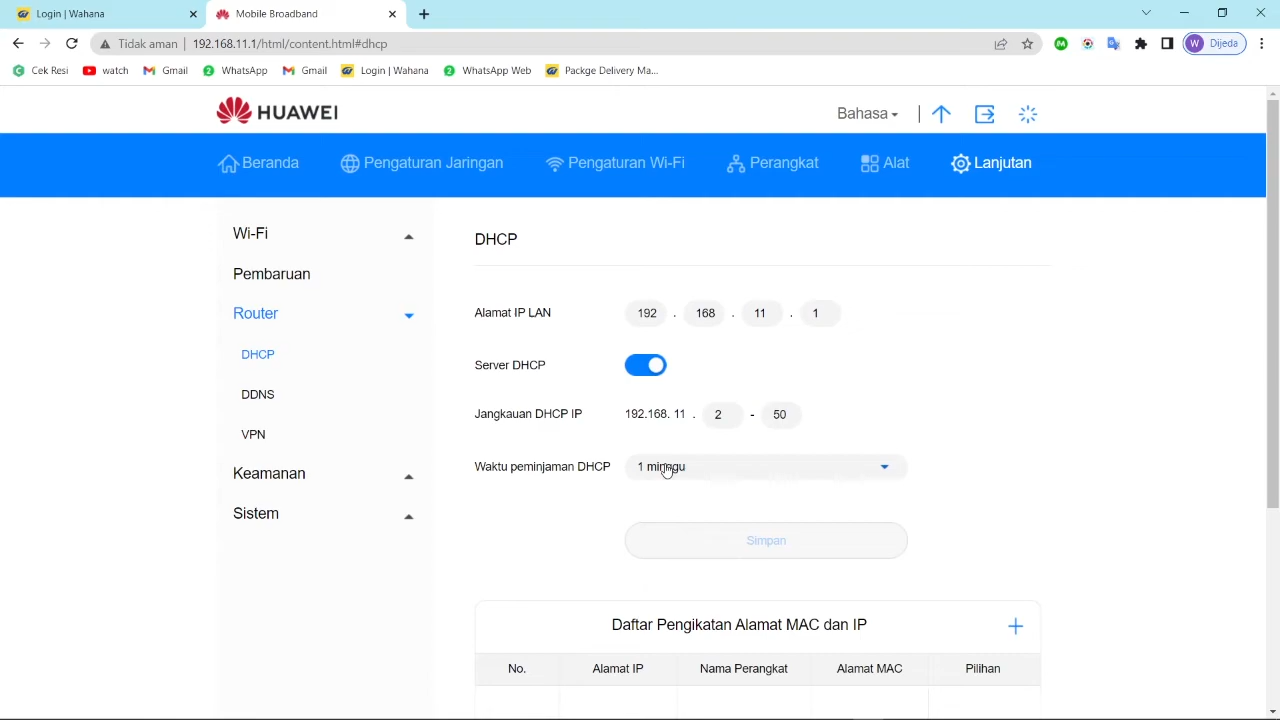 Login | Wahana
Mobile Broadband
Tidak aman | 192.168.11.1/html/content.html#dhcp
W Dijeda
Cek Resi
watch
Gmail
WhatsApp
Gmail
Login | Wahana
WhatsApp Web
Packge Delivery Ma...
HUAWEI
Bahasa
Beranda
Pengaturan Jaringan
Pengaturan Wi-Fi
Perangkat
Alat
Lanjutan
Wi-Fi
Pembaruan
Router
DHCP
DDNS
VPN
Keamanan
Sistem
DHCP
Alamat IP LAN 192 . 168 . 11 . 1
Server DHCP
Jangkauan DHCP IP 192.168. 11 . 2 - 50
Waktu peminjaman DHCP 1 minggu
Simpan
Daftar Pengikatan Alamat MAC dan IP
No. Alamat IP Nama Perangkat Alamat MAC Pilihan